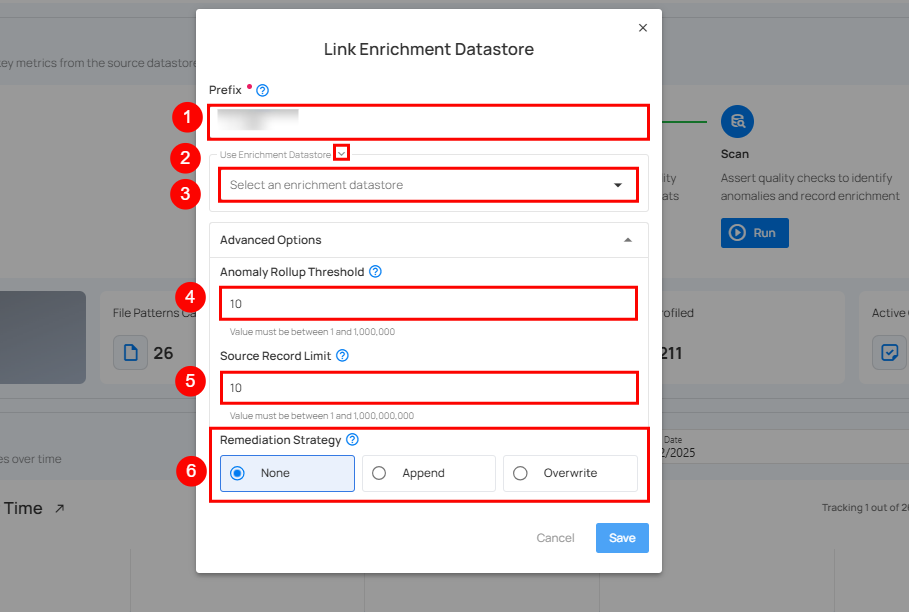 Link Enrichment Datastore
ey metrics from the source datastore
Prefix
1
2
Use Enrichment Datastore
3
Select an enrichment datastore
Scan
Assert quality checks to identify
anomalies and record enrichment
ity
ats
Run
Advanced Options
Anomaly Rollup Threshold
4
10
Value must be between 1 and 1,000,000
File Patterns Ca
26
rofiled
211
Active
Source Record Limit
5
10
Value must be between 1 and 1,000,000,000
Remediation Strategy
6
None
Append
Overwrite
es over time
Date
2/2025
Time
Tracking 1 out of 2
Cancel
Save